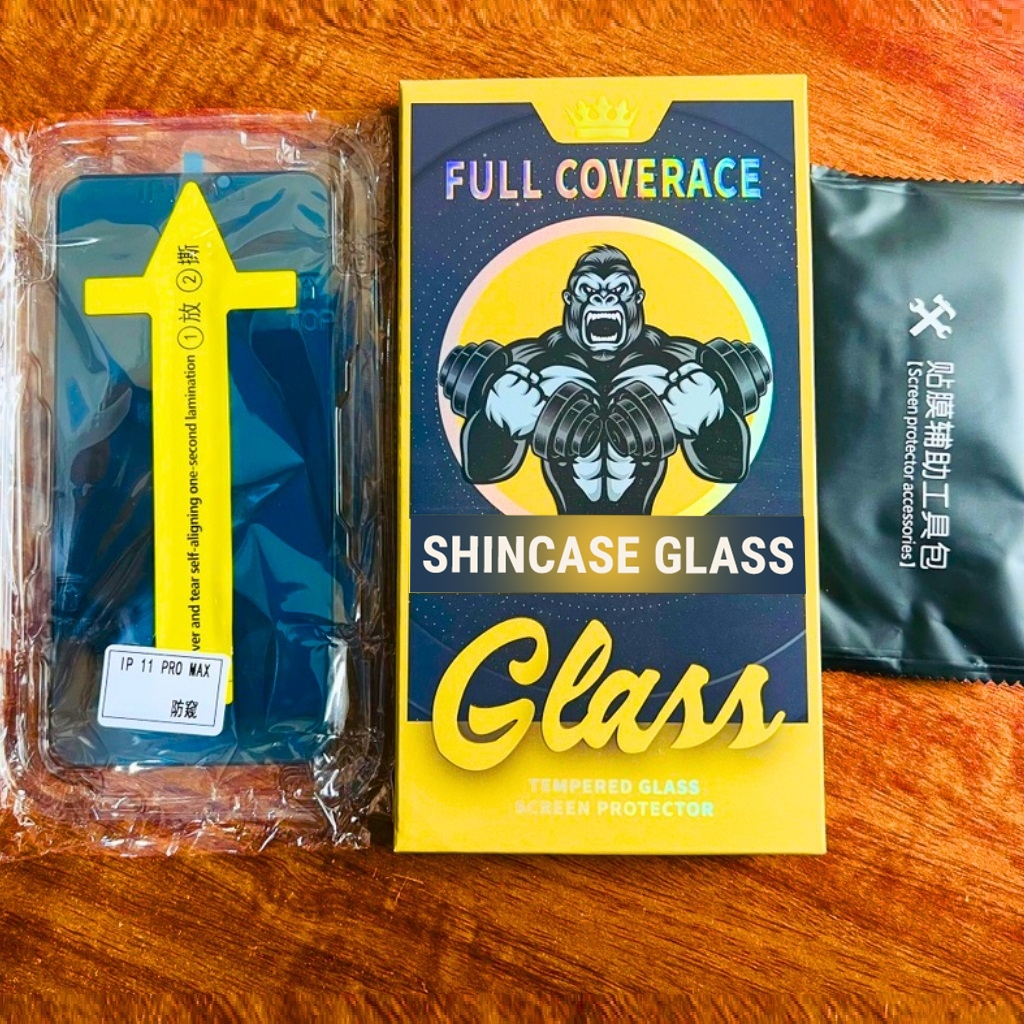 ② 撕
① 放
ver and tear self-aligning one-second lamination
TOP
IP 11 PRO MAX
防窥
FULL COVERACE
SHINCASE GLASS
Glass
TEMPERED GLASS
SCREEN PROTECTOR
贴膜辅助工具包
[Screen protector accessories]